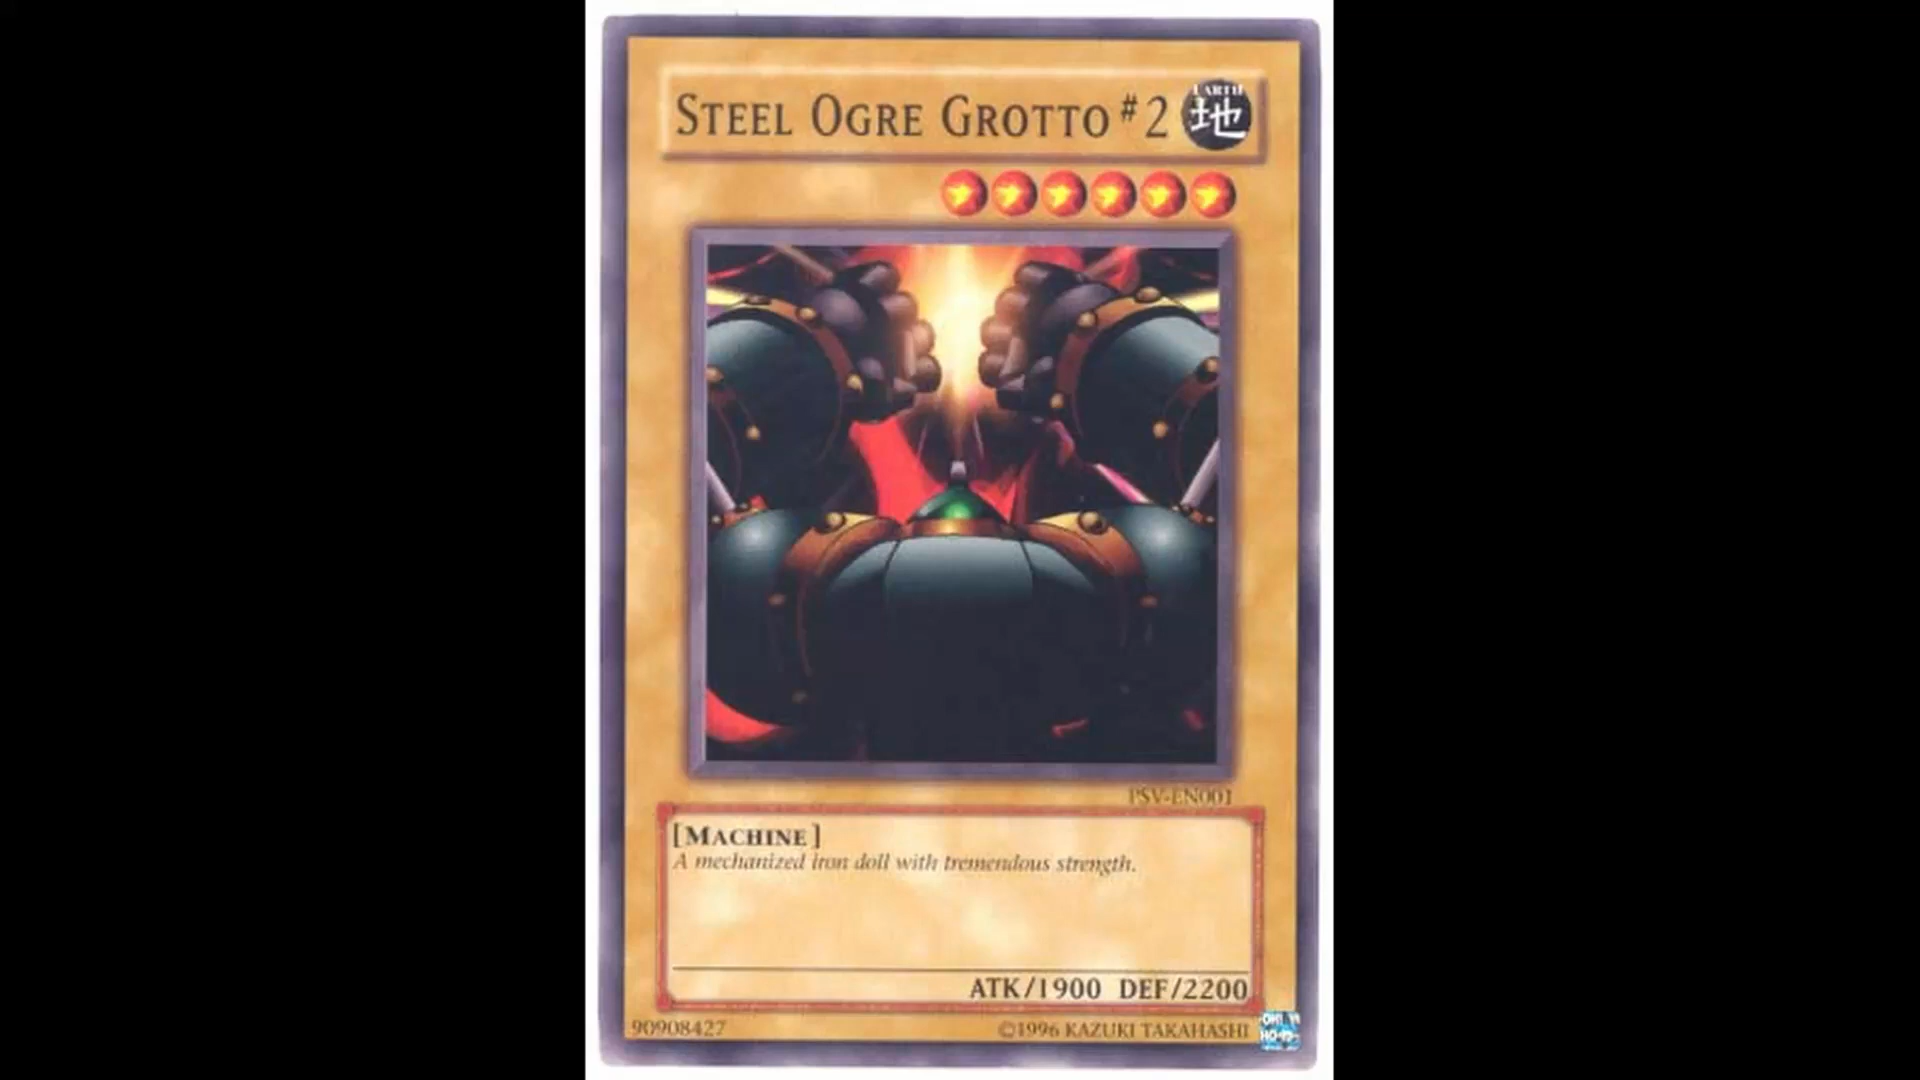 STEEL OGRE GROTTO #2
EARTH
地
PSV-EN001
[MACHINE]
A mechanized iron doll with tremendous strength.
ATK/1900 DEF/2200
90908427
©1996 KAZUKI TAKAHASHI